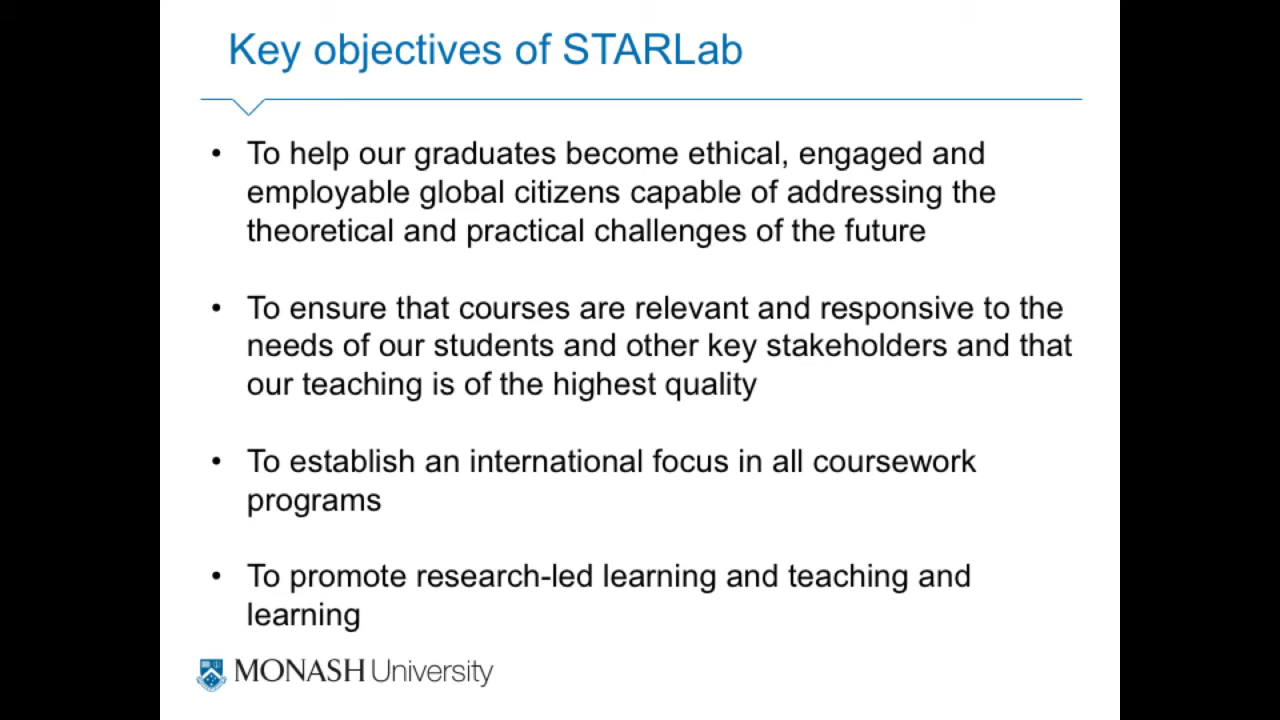 Key objectives of STARLab
• To help our graduates become ethical, engaged and
employable global citizens capable of addressing the
theoretical and practical challenges of the future
• To ensure that courses are relevant and responsive to the
needs of our students and other key stakeholders and that
our teaching is of the highest quality
• To establish an international focus in all coursework
programs
• To promote research-led learning and teaching and
learning
MONASH University